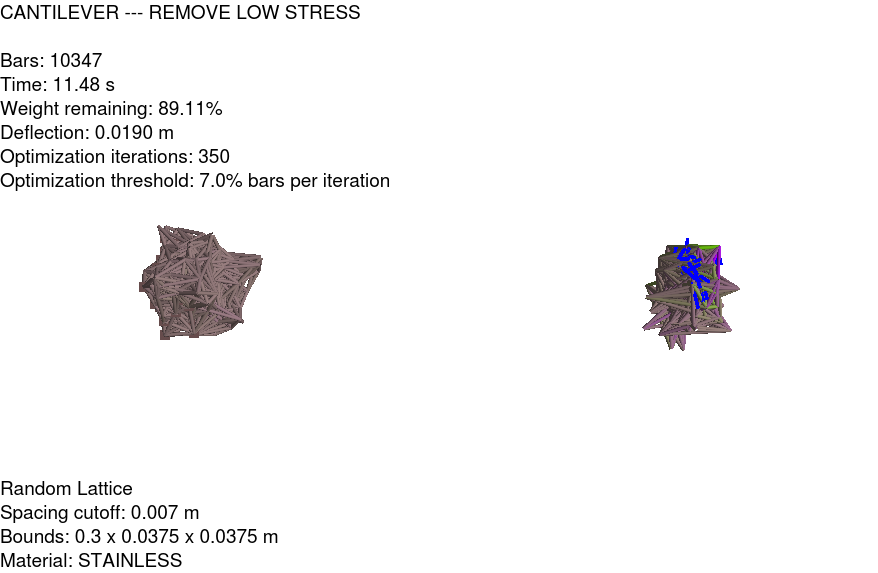 CANTILEVER --- REMOVE LOW STRESS
Bars: 10347
Time: 11.48 s
Weight remaining: 89.11%
Deflection: 0.0190 m
Optimization iterations: 350
Optimization threshold: 7.0% bars per iteration
Random Lattice
Spacing cutoff: 0.007 m
Bounds: 0.3 x 0.0375 x 0.0375 m
Material: STAINLESS